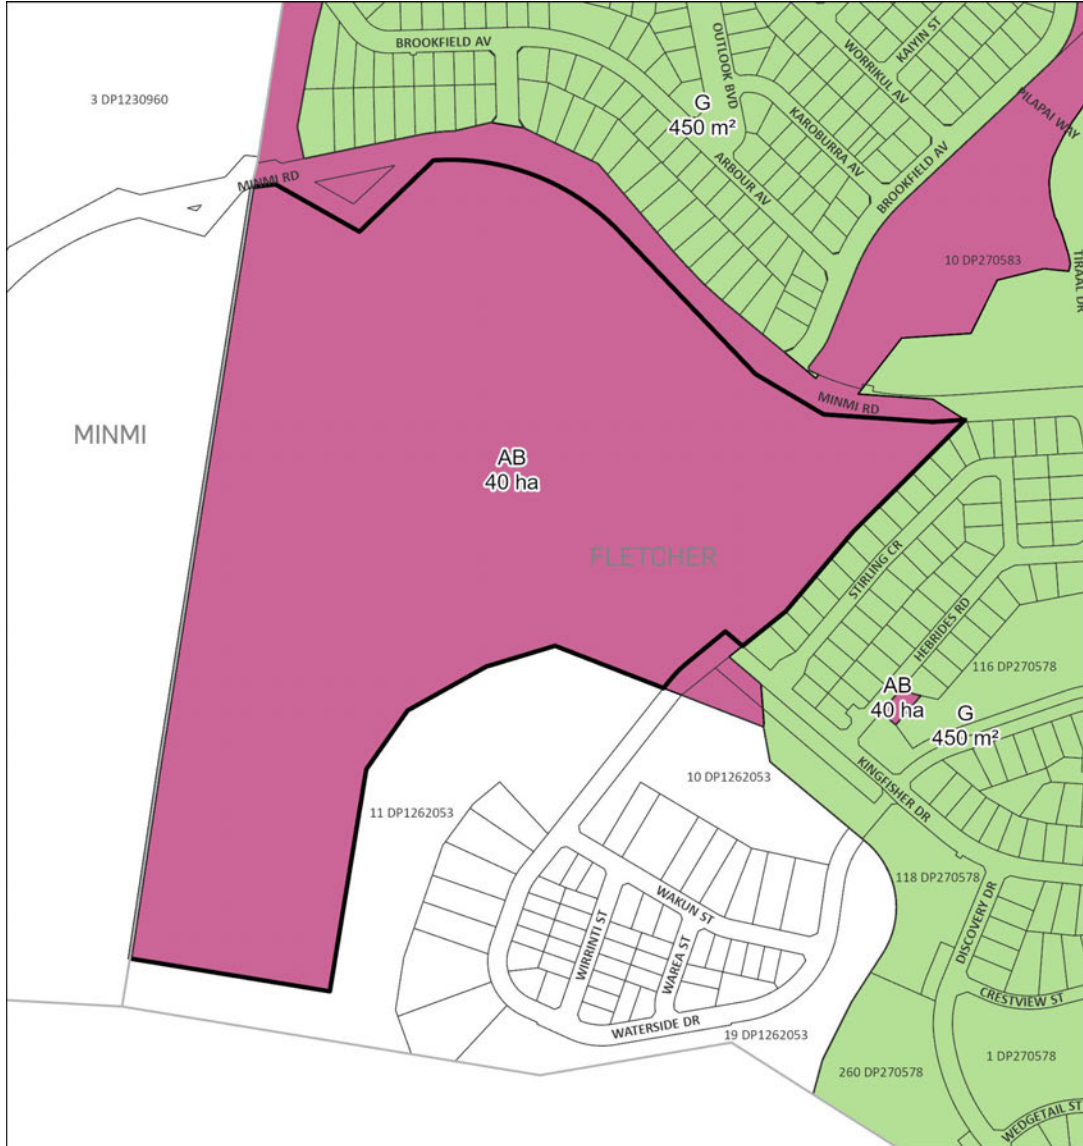 BROOKFIELD AV
OUTLOOK BVD
WORRIKUL AV
KAIYIN ST
3 DP1230960
G
450 m²
KAROBURRA AV
PILAPAI WAY
MINMI RD
ARBOUR AV
BROOKFIELD AV
10 DP270583
TIRAAL DR
MINMI RD
MINMI
AB
40 ha
FLETCHER
STIRLING CR
HEBRIDES RD
116 DP270578
AB
40 ha
G
450 m²
KINGFISHER DR
10 DP1262053
11 DP1262053
WAKUN ST
118 DP270578
DISCOVERY DR
WIRRINTI ST
WAREA ST
CRESTVIEW ST
WATERSIDE DR
19 DP1262053
1 DP270578
260 DP270578
WEDGETAIL ST